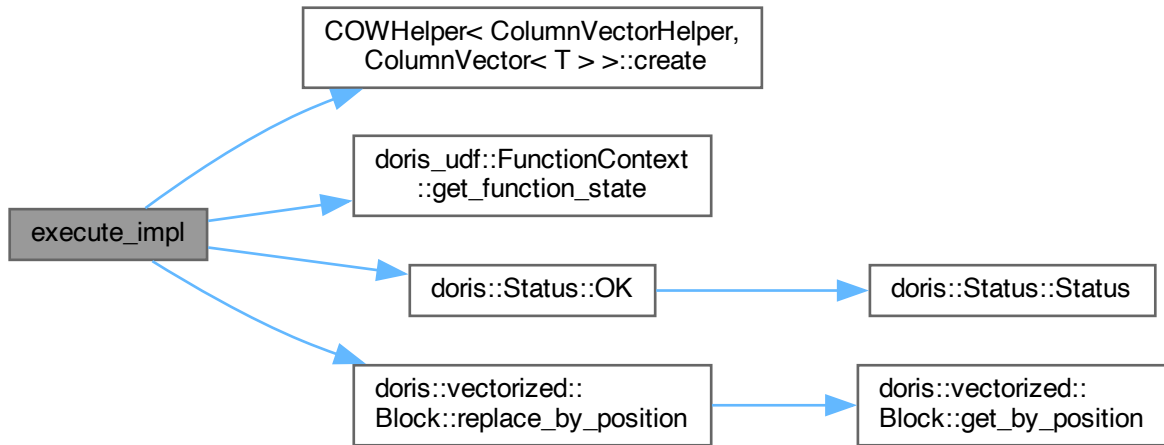 COWHelper< ColumnVectorHelper,
ColumnVector< T > >::create
doris_udf::FunctionContext
::get_function_state
execute_impl
doris::Status::OK
doris::Status::Status
doris::vectorized::
Block::replace_by_position
doris::vectorized::
Block::get_by_position